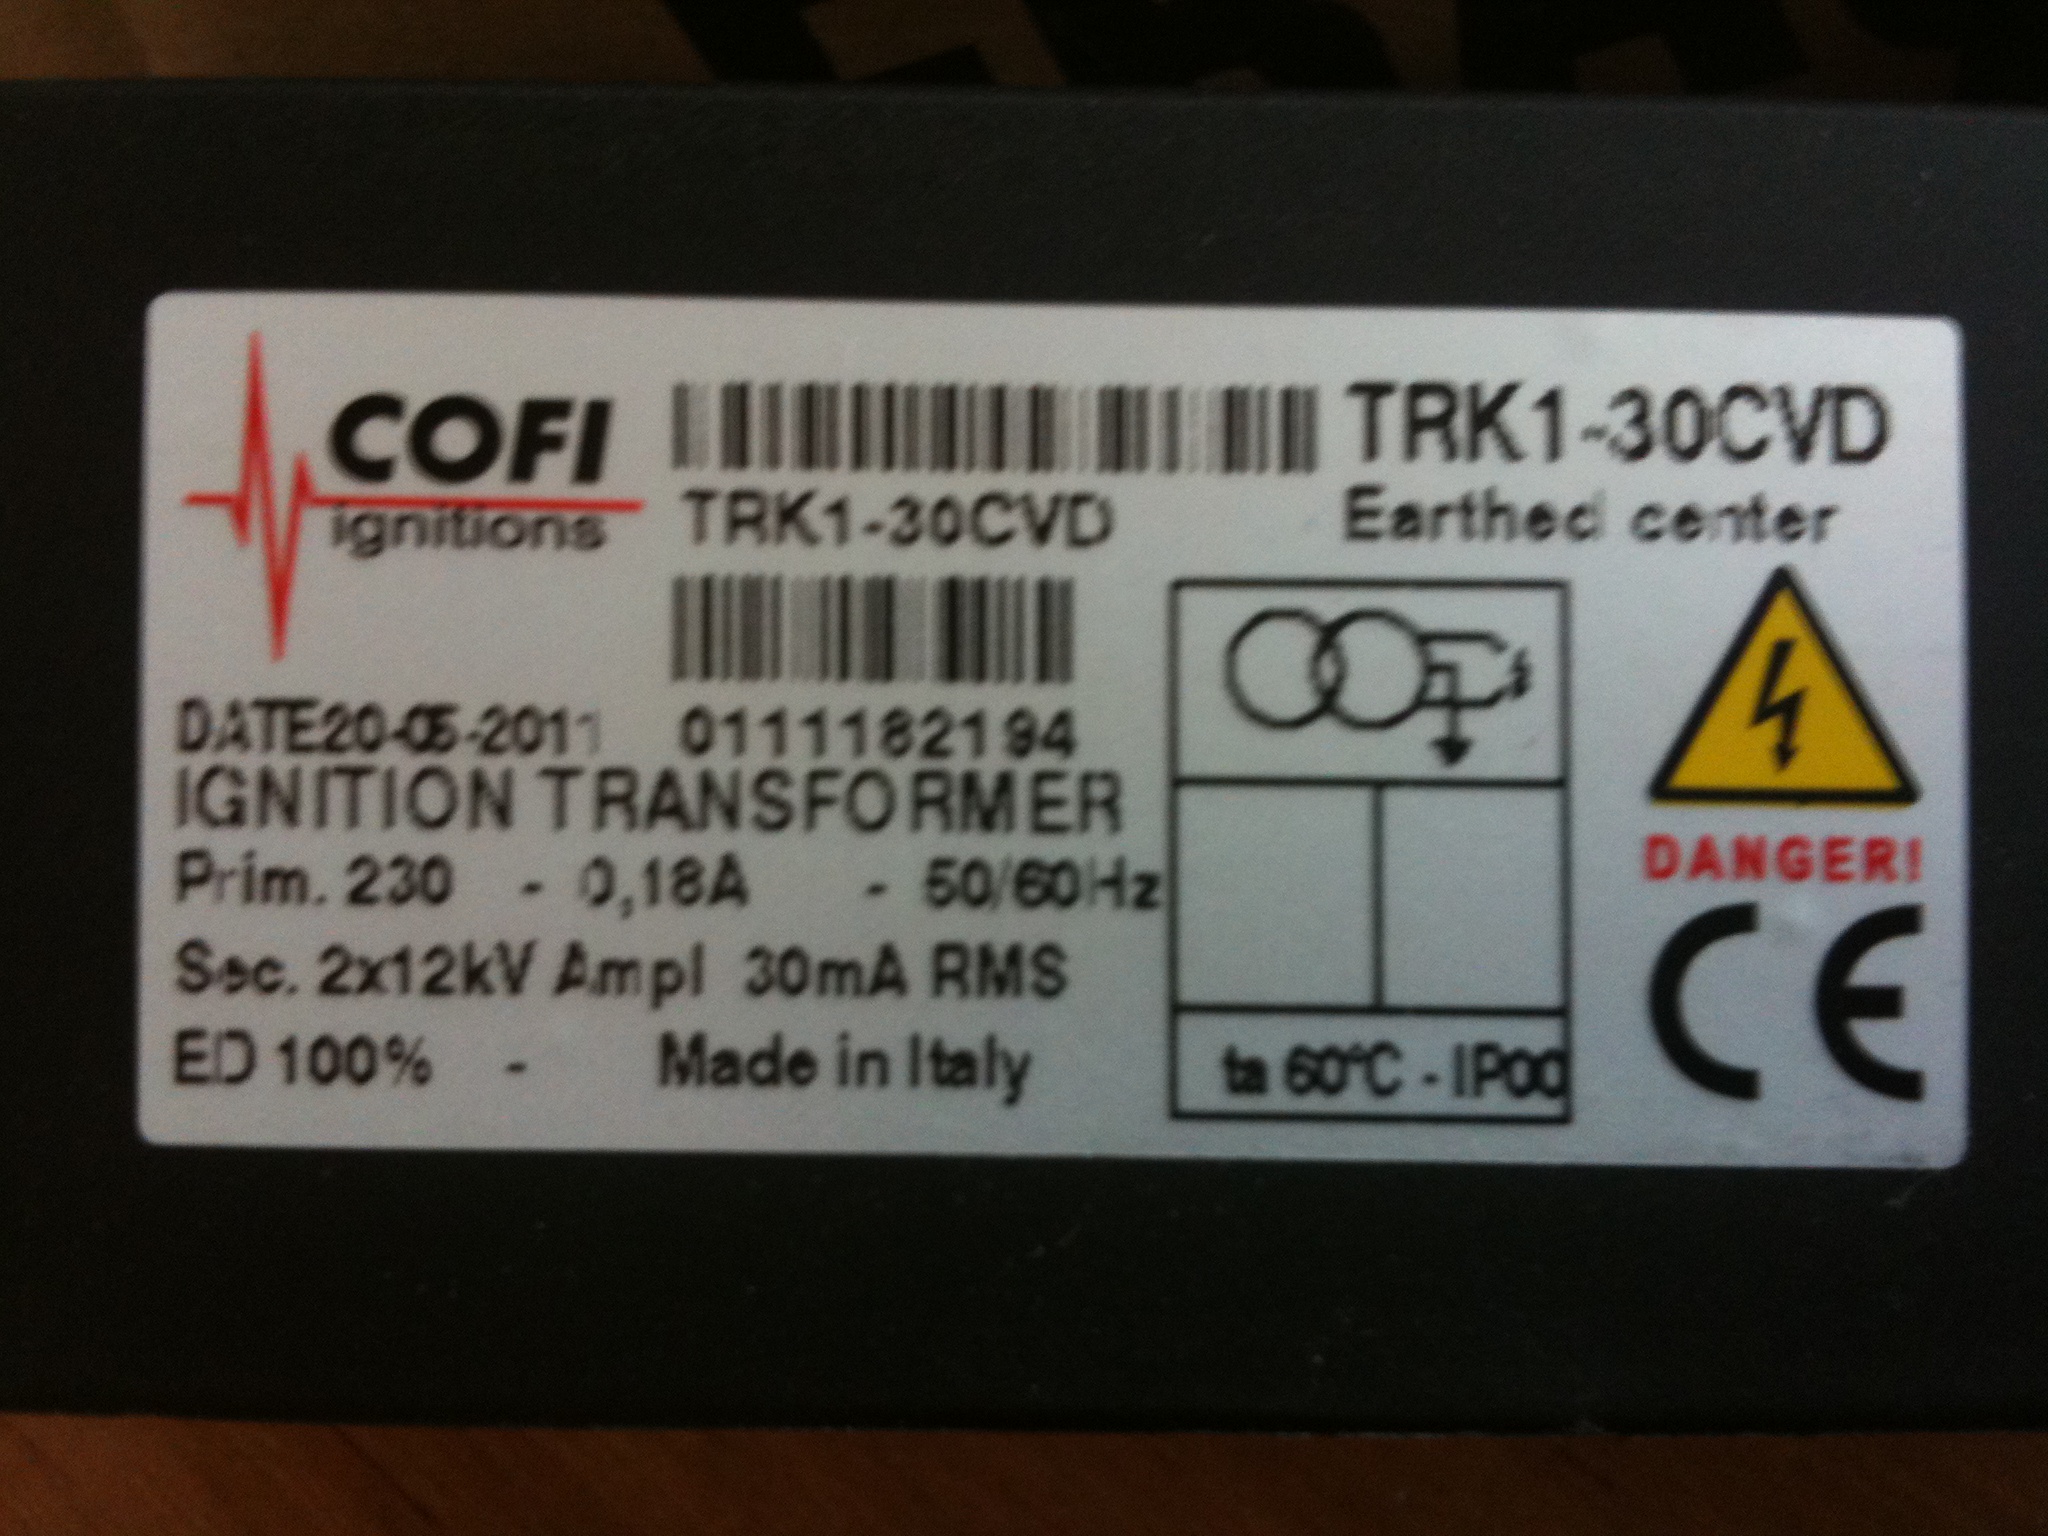 COFI
ignitions
TRK1-30CVD
TRK1-30CVD
Earthed center
DATE20-05-2011 0111182194
IGNITION TRANSFORMER
Prim. 230 - 0,18A - 50/60Hz
Sec. 2x12kV Ampl 30mA RMS
ED 100% - Made in Italy
ta 60°C - IP00
DANGER!
CE